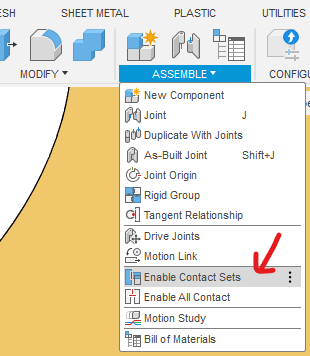 SH
SHEET METAL
PLASTIC
UTILITIES
MODIFY
ASSEMBLE
CONFIGU
New Component
Joint J
Duplicate With Joints
As-Built Joint Shift+J
Joint Origin
Rigid Group
Tangent Relationship
Drive Joints
Motion Link
Enable Contact Sets
Enable All Contact
Motion Study
Bill of Materials